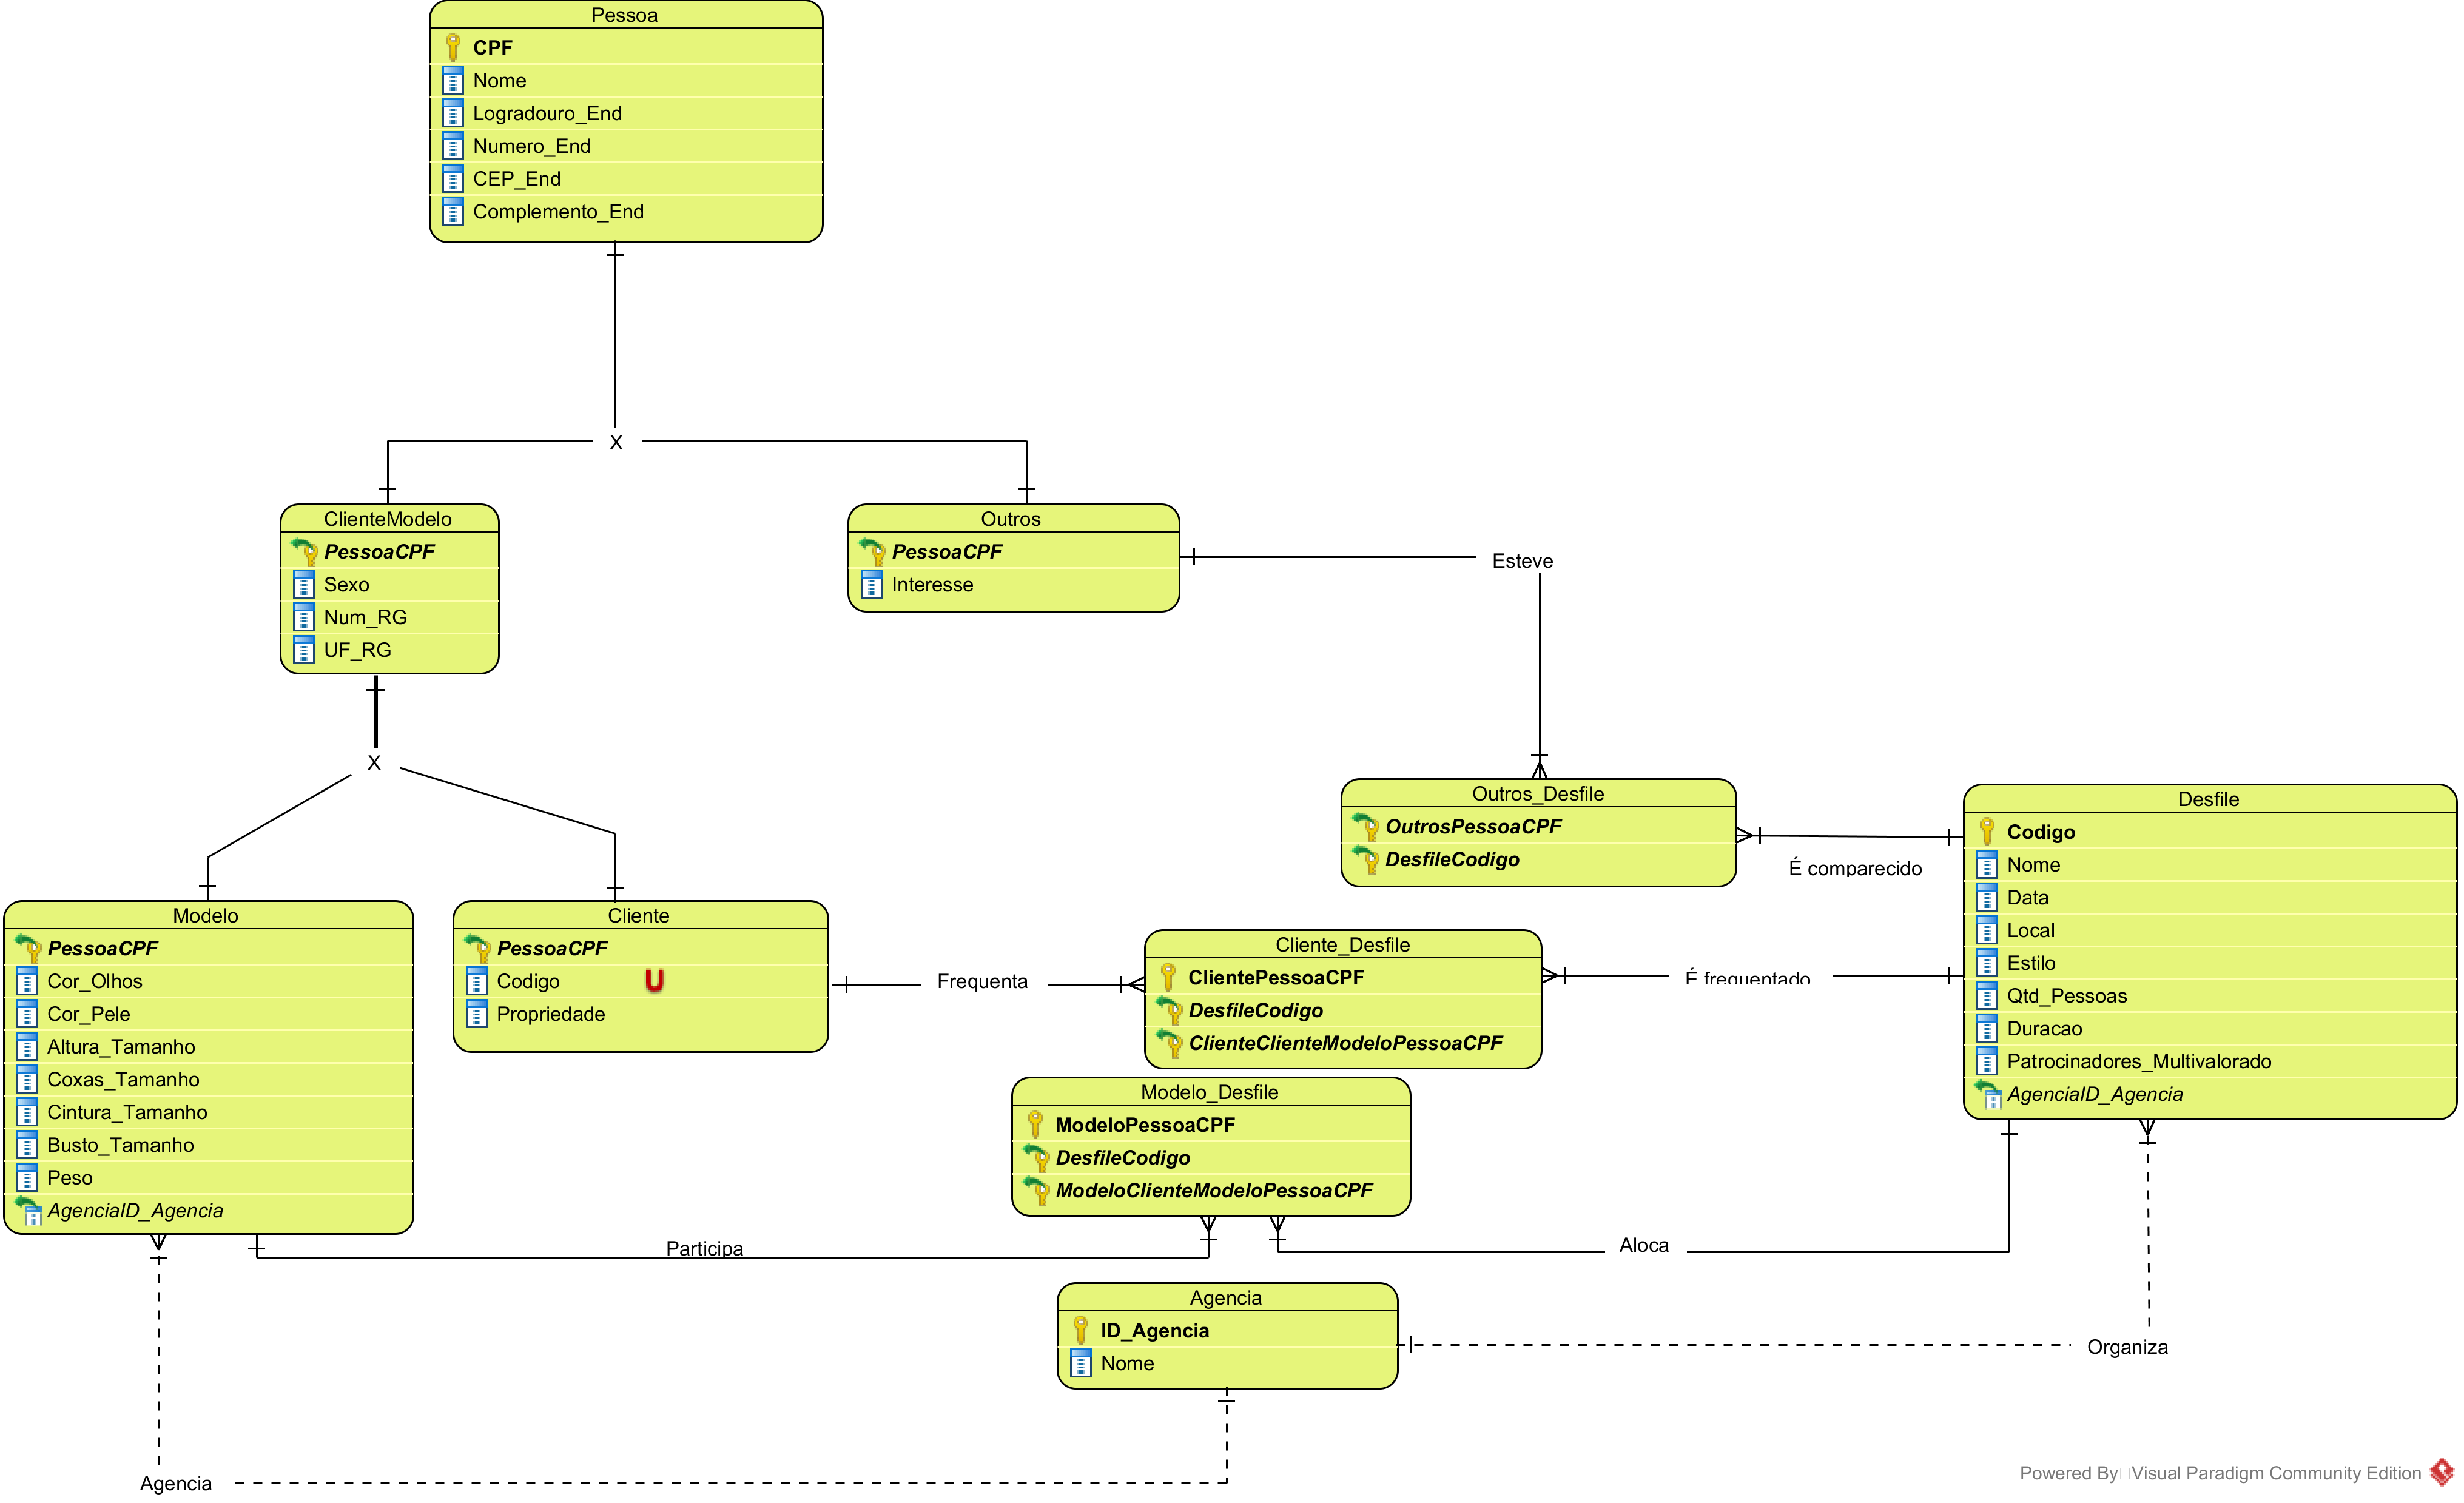 Pessoa
CPF
Nome
Logradouro_End
Numero_End
CEP_End
Complemento_End
X
ClienteModelo
PessoaCPF
Sexo
Num_RG
UF_RG
Outros
PessoaCPF
Interesse
Esteve
X
Outros_Desfile
OutrosPessoaCPF
DesfileCodigo
É comparecido
Desfile
Codigo
Nome
Data
Local
Estilo
Qtd_Pessoas
Duracao
Patrocinadores_Multivalorado
AgenciaID_Agencia
Modelo
PessoaCPF
Cor_Olhos
Cor_Pele
Altura_Tamanho
Coxas_Tamanho
Cintura_Tamanho
Busto_Tamanho
Peso
AgenciaID_Agencia
Cliente
PessoaCPF
Codigo U
Propriedade
Frequenta
Cliente_Desfile
ClientePessoaCPF
DesfileCodigo
ClienteClienteModeloPessoaCPF
É frequentado
Modelo_Desfile
ModeloPessoaCPF
DesfileCodigo
ModeloClienteModeloPessoaCPF
Participa
Aloca
Agencia
ID_Agencia
Nome
Organiza
Agencia
Powered By Visual Paradigm Community Edition